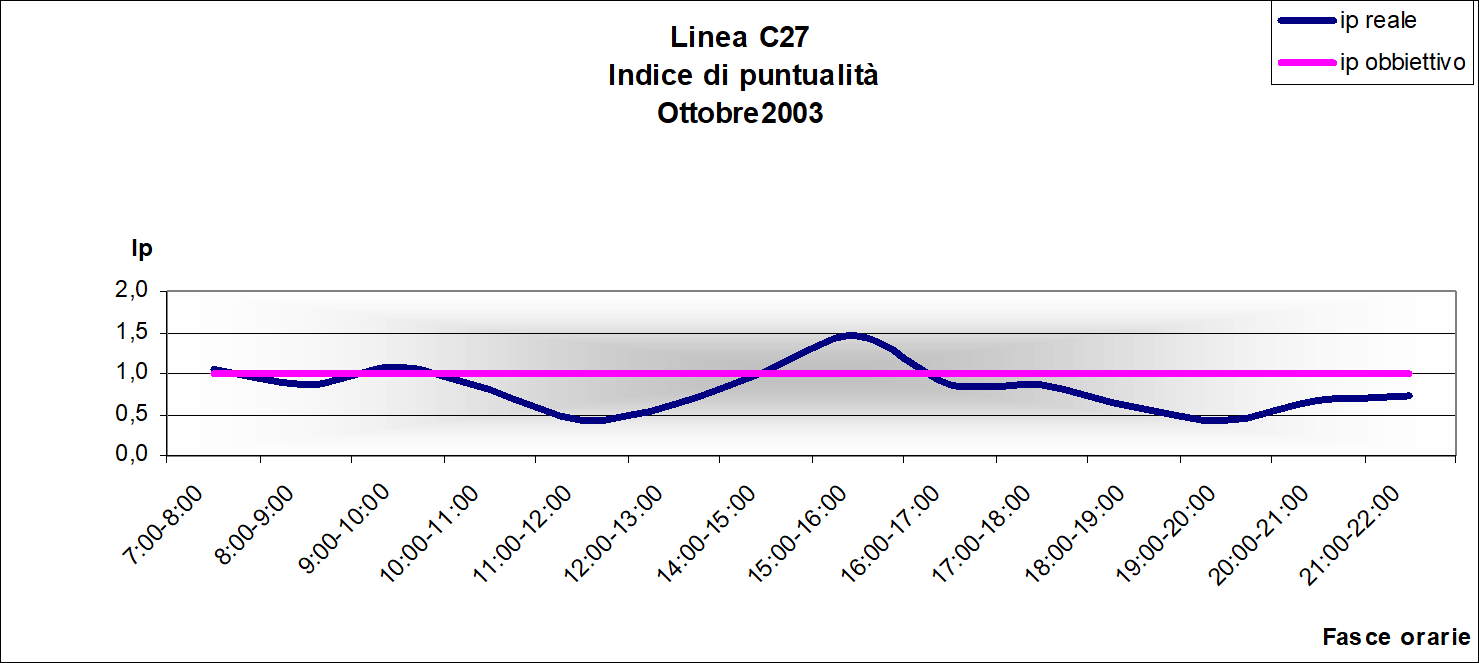 Linea C27
Indice di puntualità
Ottobre2003
ip reale
ip obbiettivo
Ip
2,0
1,5
1,0
0,5
0,0
7:00-8:00
8:00-9:00
9:00-10:00
10:00-11:00
11:00-12:00
12:00-13:00
14:00-15:00
15:00-16:00
16:00-17:00
17:00-18:00
18:00-19:00
19:00-20:00
20:00-21:00
21:00-22:00
Fasce orarie